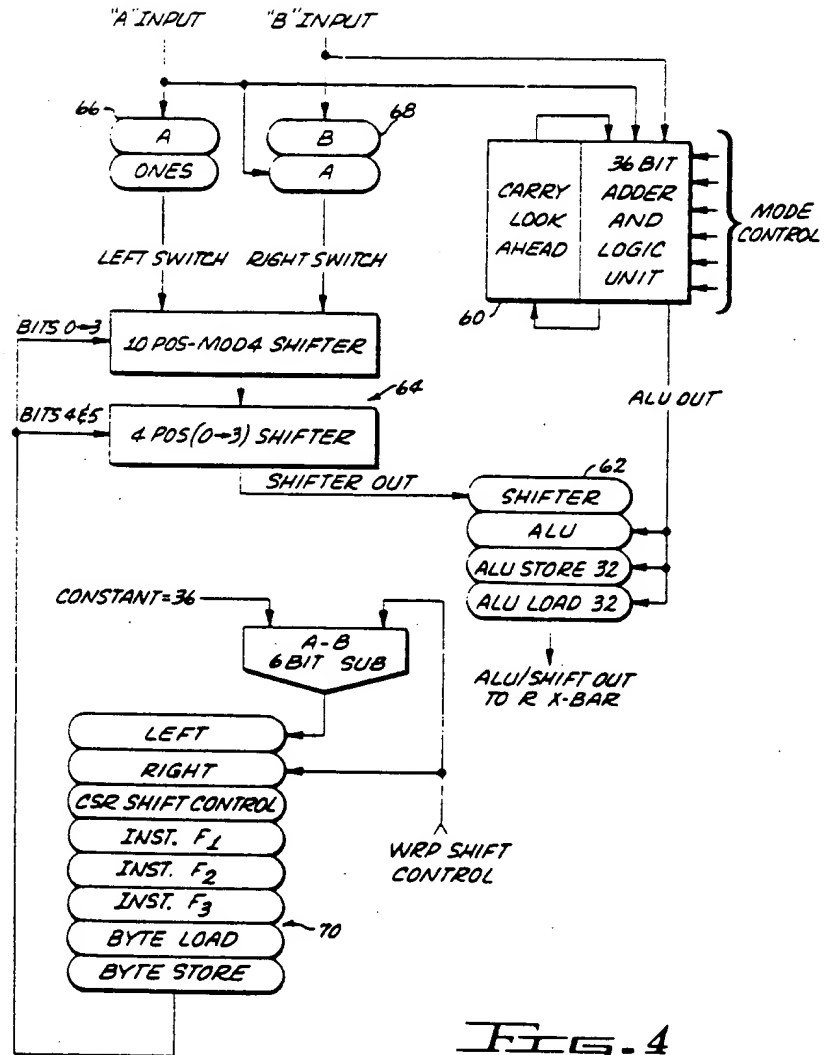 "A" INPUT
"B" INPUT
66
A
ONES
B
A
68
LEFT SWITCH
RIGHT SWITCH
CARRY
LOOK
AHEAD
36 BIT
ADDER
AND
LOGIC
UNIT
60
MODE
CONTROL
BITS 0→3
10 POS-MOD4 SHIFTER
64
BITS 4&5
4 POS (0→3) SHIFTER
SHIFTER OUT
ALU OUT
62
SHIFTER
ALU
ALU STORE 32
ALU LOAD 32
ALU/SHIFT OUT
TO R X-BAR
CONSTANT=36
A-B
6 BIT SUB
LEFT
RIGHT
CSR SHIFT CONTROL
INST. F1
INST. F2
INST. F3
BYTE LOAD
BYTE STORE
70
WRP SHIFT
CONTROL
FIG. 4